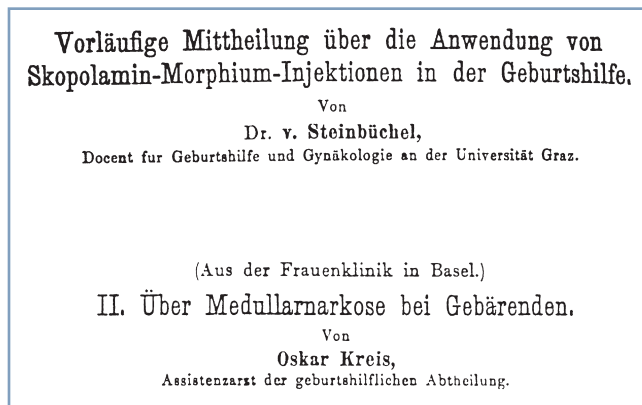 Vorläufige Mittheilung über die Anwendung von
Skopolamin-Morphium-Injektionen in der Geburtshilfe.
Von
Dr. v. Steinbüchel,
Docent fur Geburtshilfe und Gynäkologie an der Universität Graz.
(Aus der Frauenklinik in Basel.)
II. Über Medullarnarkose bei Gebärenden.
Von
Oskar Kreis,
Assistenzarzt der geburtshilflichen Abtheilung.